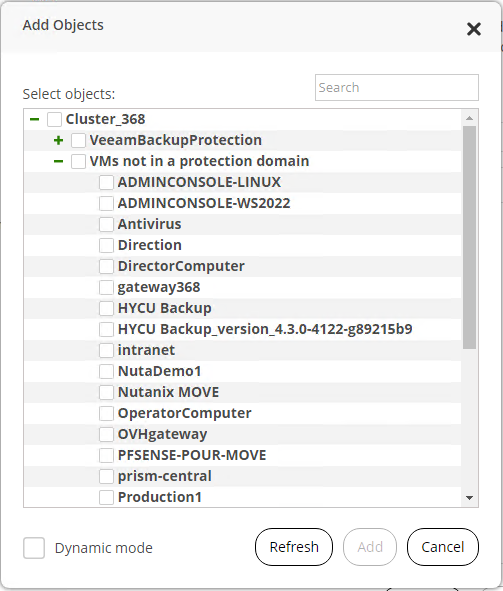 Add Objects
Search
Select objects:
Cluster_368
VeeamBackupProtection
VMs not in a protection domain
ADMINCONSOLE-LINUX
ADMINCONSOLE-WS2022
Antivirus
Direction
DirectorComputer
gateway368
HYCU Backup
HYCU Backup_version_4.3.0-4122-g89215b9
intranet
NutaDemo1
Nutanix MOVE
OperatorComputer
OVHgateway
PFSENSE-POUR-MOVE
prism-central
Production1
Dynamic mode
Refresh
Add
Cancel